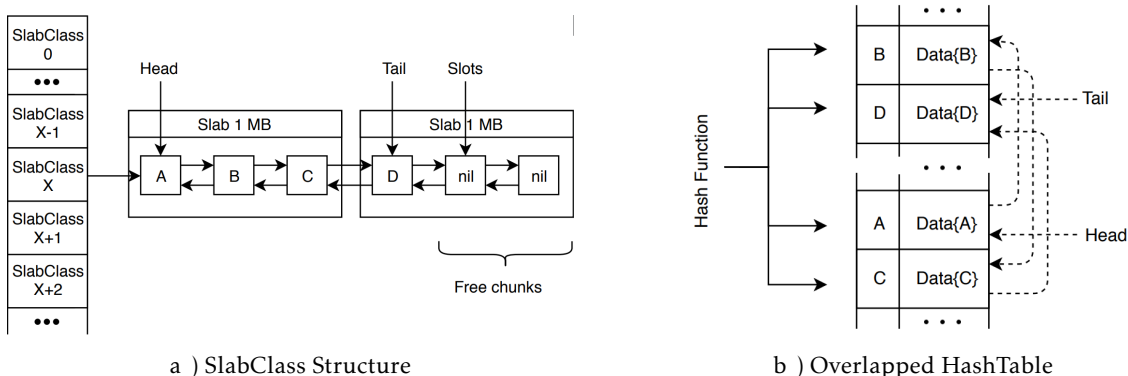 SlabClass
0
•••
SlabClass
X-1
SlabClass
X
SlabClass
X+1
SlabClass
X+2
•••
Head
Tail
Slots
Slab 1 MB
Slab 1 MB
A
B
C
D
nil
nil
Free chunks
a ) SlabClass Structure
Hash Function
• • •
B Data{B}
D Data{D}
• • •
A Data{A}
C Data{C}
• • •
Tail
Head
b ) Overlapped HashTable